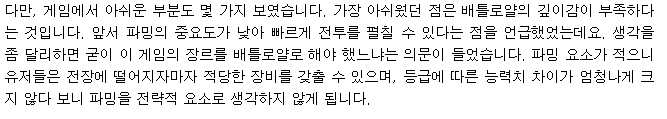 다만, 게임에서 아쉬운 부분도 몇 가지 보였습니다. 가장 아쉬웠던 점은 배틀로얄의 깊이감이 부족하다
는 것입니다. 앞서 파밍의 중요도가 낮아 빠르게 전투를 펼칠 수 있다는 점을 언급했었는데요. 생각을
좀 달리하면 굳이 이 게임의 장르를 배틀로얄로 해야 했느냐는 의문이 들었습니다. 파밍 요소가 적으니
유저들은 전장에 떨어지자마자 적당한 장비를 갖출 수 있으며, 등급에 따른 능력치 차이가 엄청나게 크
지 않다 보니 파밍을 전략적 요소로 생각하지 않게 됩니다.